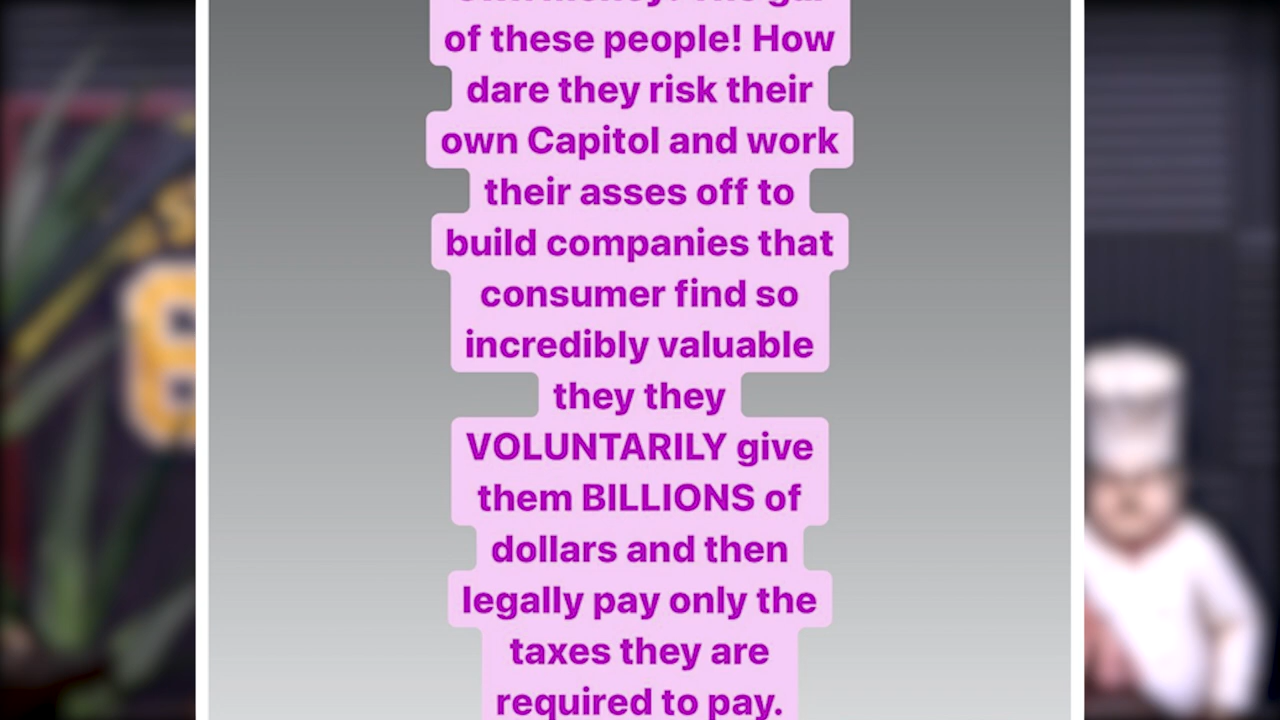 of these people! How
dare they risk their
own Capitol and work
their asses off to
build companies that
consumer find so
incredibly valuable
they they
VOLUNTARILY give
them BILLIONS of
dollars and then
legally pay only the
taxes they are
required to pay.